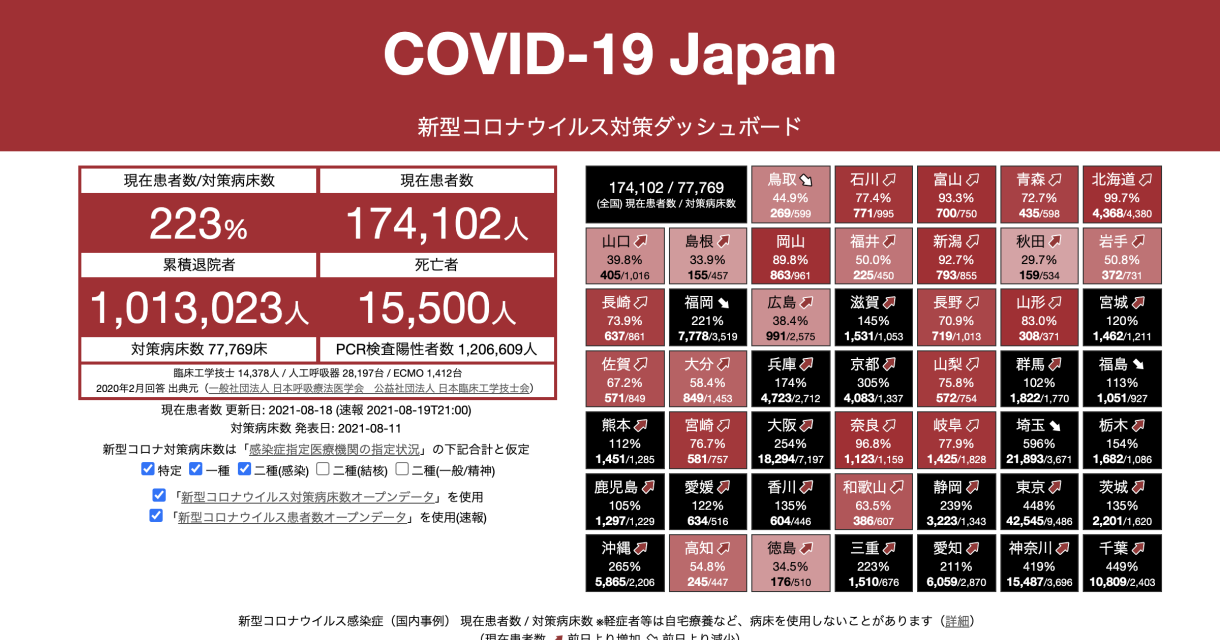 COVID-19 Japan
新型コロナウイルス対策ダッシュボード
現在患者数/対策病床数
現在患者数
223%
174,102人
累積退院者
死亡者
1,013,023人
15,500人
対策病床数 77,769床
PCR検査陽性者数 1,206,609人
臨床工学技士 14,378人 / 人工呼吸器 28,197台 / ECMO 1,412台
2020年2月回答 出典元（一般社団法人 日本呼吸療法医学会　公益社団法人 日本臨床工学技士会）
現在患者数 更新日: 2021-08-18 (速報 2021-08-19T21:00)
対策病床数 発表日: 2021-08-11
新型コロナ対策病床数は「感染症指定医療機関の指定状況」の下記合計と仮定
特定 一種 二種(感染) 二種(結核) 二種(一般/精神)
「新型コロナウイルス対策病床数オープンデータ」を使用
「新型コロナウイルス患者数オープンデータ」を使用(速報)
174,102 / 77,769
(全国) 現在患者数 / 対策病床数
鳥取
44.9%
269/599
石川
77.4%
771/995
富山
93.3%
700/750
青森
72.7%
435/598
北海道
99.7%
4,368/4,380
山口
39.8%
405/1,016
島根
33.9%
155/457
岡山
89.8%
863/961
福井
50.0%
225/450
新潟
92.7%
793/855
秋田
29.7%
159/534
岩手
50.8%
372/731
長崎
73.9%
637/861
福岡
221%
7,778/3,519
広島
38.4%
991/2,575
滋賀
145%
1,531/1,053
長野
70.9%
719/1,013
山形
83.0%
308/371
宮城
120%
1,462/1,211
佐賀
67.2%
571/849
大分
58.4%
849/1,453
兵庫
174%
4,723/2,712
京都
305%
4,083/1,337
山梨
75.8%
572/754
群馬
102%
1,822/1,770
福島
113%
1,051/927
熊本
112%
1,451/1,285
宮崎
76.7%
581/757
大阪
254%
18,294/7,197
奈良
96.8%
1,123/1,159
岐阜
77.9%
1,425/1,828
埼玉
596%
21,893/3,671
栃木
154%
1,682/1,086
鹿児島
105%
1,297/1,229
愛媛
122%
634/516
香川
135%
604/446
和歌山
63.5%
386/607
静岡
239%
3,223/1,343
東京
448%
42,545/9,486
茨城
135%
2,201/1,620
沖縄
265%
5,865/2,206
高知
54.8%
245/447
徳島
34.5%
176/510
三重
223%
1,510/676
愛知
211%
6,059/2,870
神奈川
419%
15,487/3,696
千葉
449%
10,809/2,403
新型コロナウイルス感染症（国内事例） 現在患者数 / 対策病床数 ※軽症者等は自宅療養など、病床を使用しないことがあります（詳細）
（現在患者数 前日より増加 前日より減少）